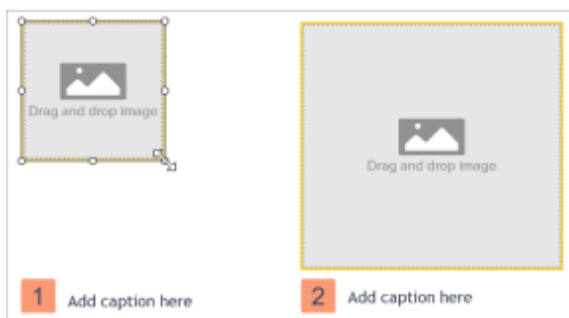 Drag and drop image
Drag and drop image
1 Add caption here
2 Add caption here